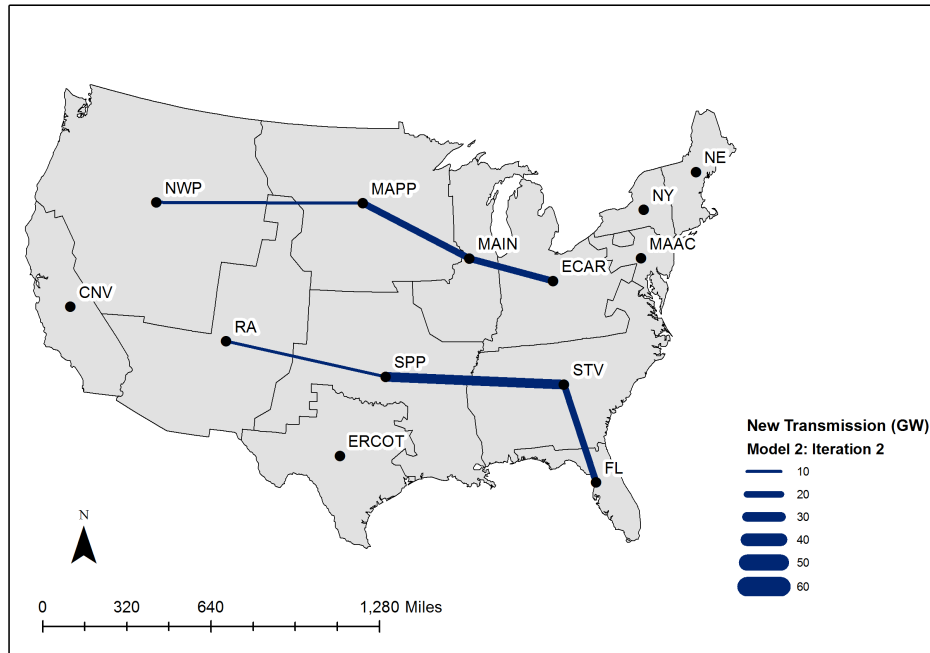 NE
NWP
MAPP
NY
MAIN
MAAC
ECAR
CNV
RA
SPP
STV
ERCOT
FL
New Transmission (GW)
Model 2: Iteration 2
10
20
30
40
50
60
N
0 320 640 1,280 Miles